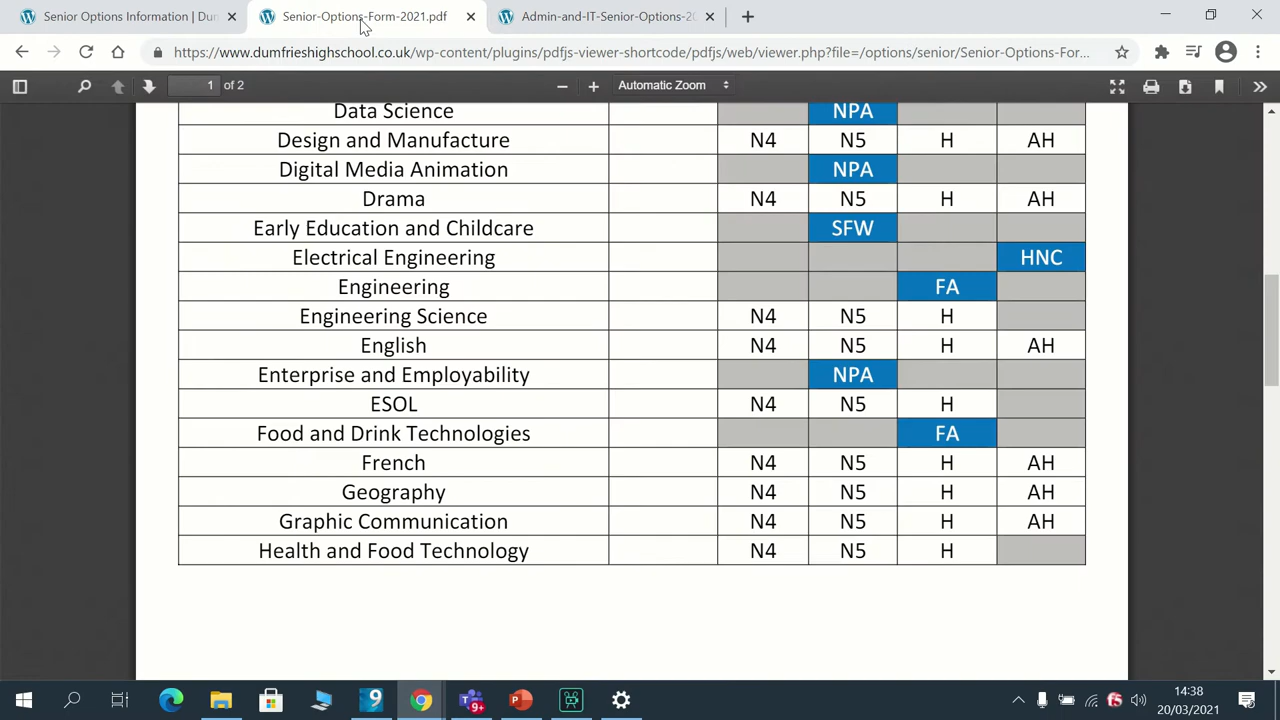 Senior Options Information | Dun
Senior-Options-Form-2021.pdf
Admin-and-IT-Senior-Options-20
https://www.dumfrieshighschool.co.uk/wp-content/plugins/pdfjs-viewer-shortcode/pdfjs/web/viewer.php?file=/options/senior/Senior-Options-For...
1 of 2
Automatic Zoom
Data Science NPA
Design and Manufacture N4 N5 H AH
Digital Media Animation NPA
Drama N4 N5 H AH
Early Education and Childcare SFW
Electrical Engineering HNC
Engineering FA
Engineering Science N4 N5 H
English N4 N5 H AH
Enterprise and Employability NPA
ESOL N4 N5 H
Food and Drink Technologies FA
French N4 N5 H AH
Geography N4 N5 H AH
Graphic Communication N4 N5 H AH
Health and Food Technology N4 N5 H
9
9+
14:38
20/03/2021